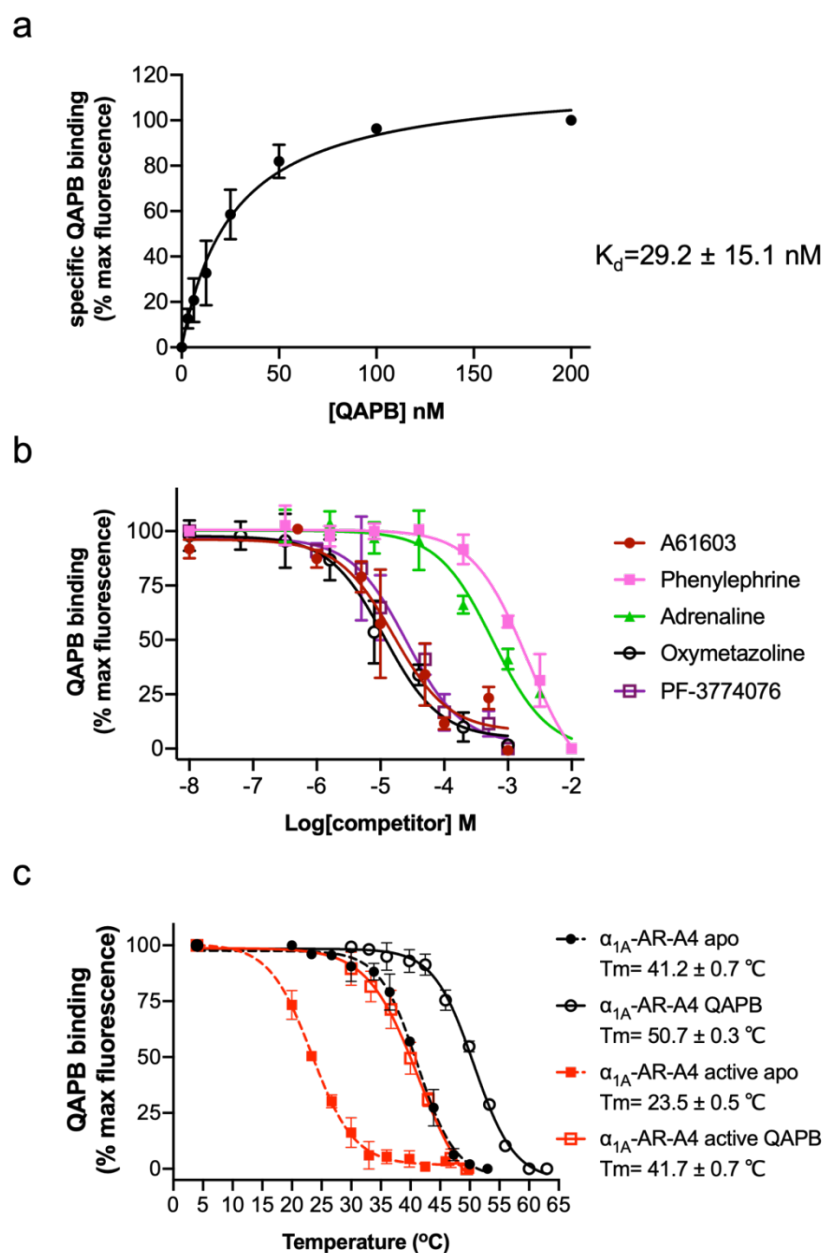 a
120
100
80
60
40
20
0
specific QAPB binding
(% max fluorescence)
0 50 100 150 200
[QAPB] nM
Kd=29.2 ± 15.1 nM
b
100
75
50
25
0
QAPB binding
(% max fluorescence)
-8 -7 -6 -5 -4 -3 -2
Log[competitor] M
A61603
Phenylephrine
Adrenaline
Oxymetazoline
PF-3774076
c
100
75
50
25
0
QAPB binding
(% max fluorescence)
0 5 10 15 20 25 30 35 40 45 50 55 60 65
Temperature (ºC)
α1A-AR-A4 apo
Tm= 41.2 ± 0.7 ℃
α1A-AR-A4 QAPB
Tm= 50.7 ± 0.3 ℃
α1A-AR-A4 active apo
Tm= 23.5 ± 0.5 ℃
α1A-AR-A4 active QAPB
Tm= 41.7 ± 0.7 ℃